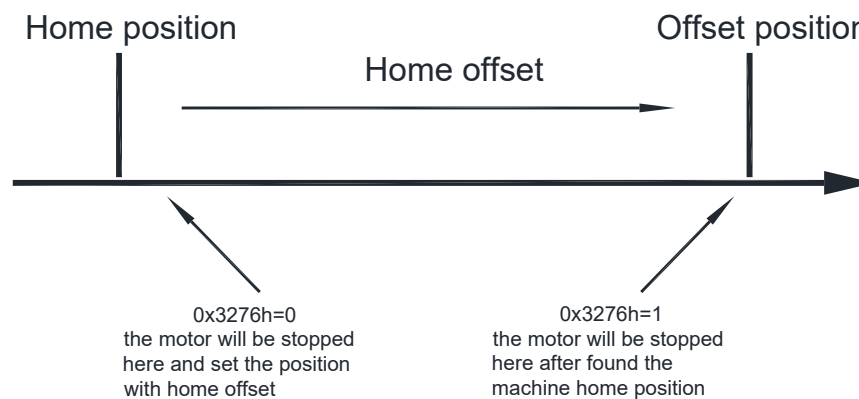 Home position
Offset position
Home offset
0x3276h=0
the motor will be stopped
here and set the position
with home offset
0x3276h=1
the motor will be stopped
here after found the
machine home position